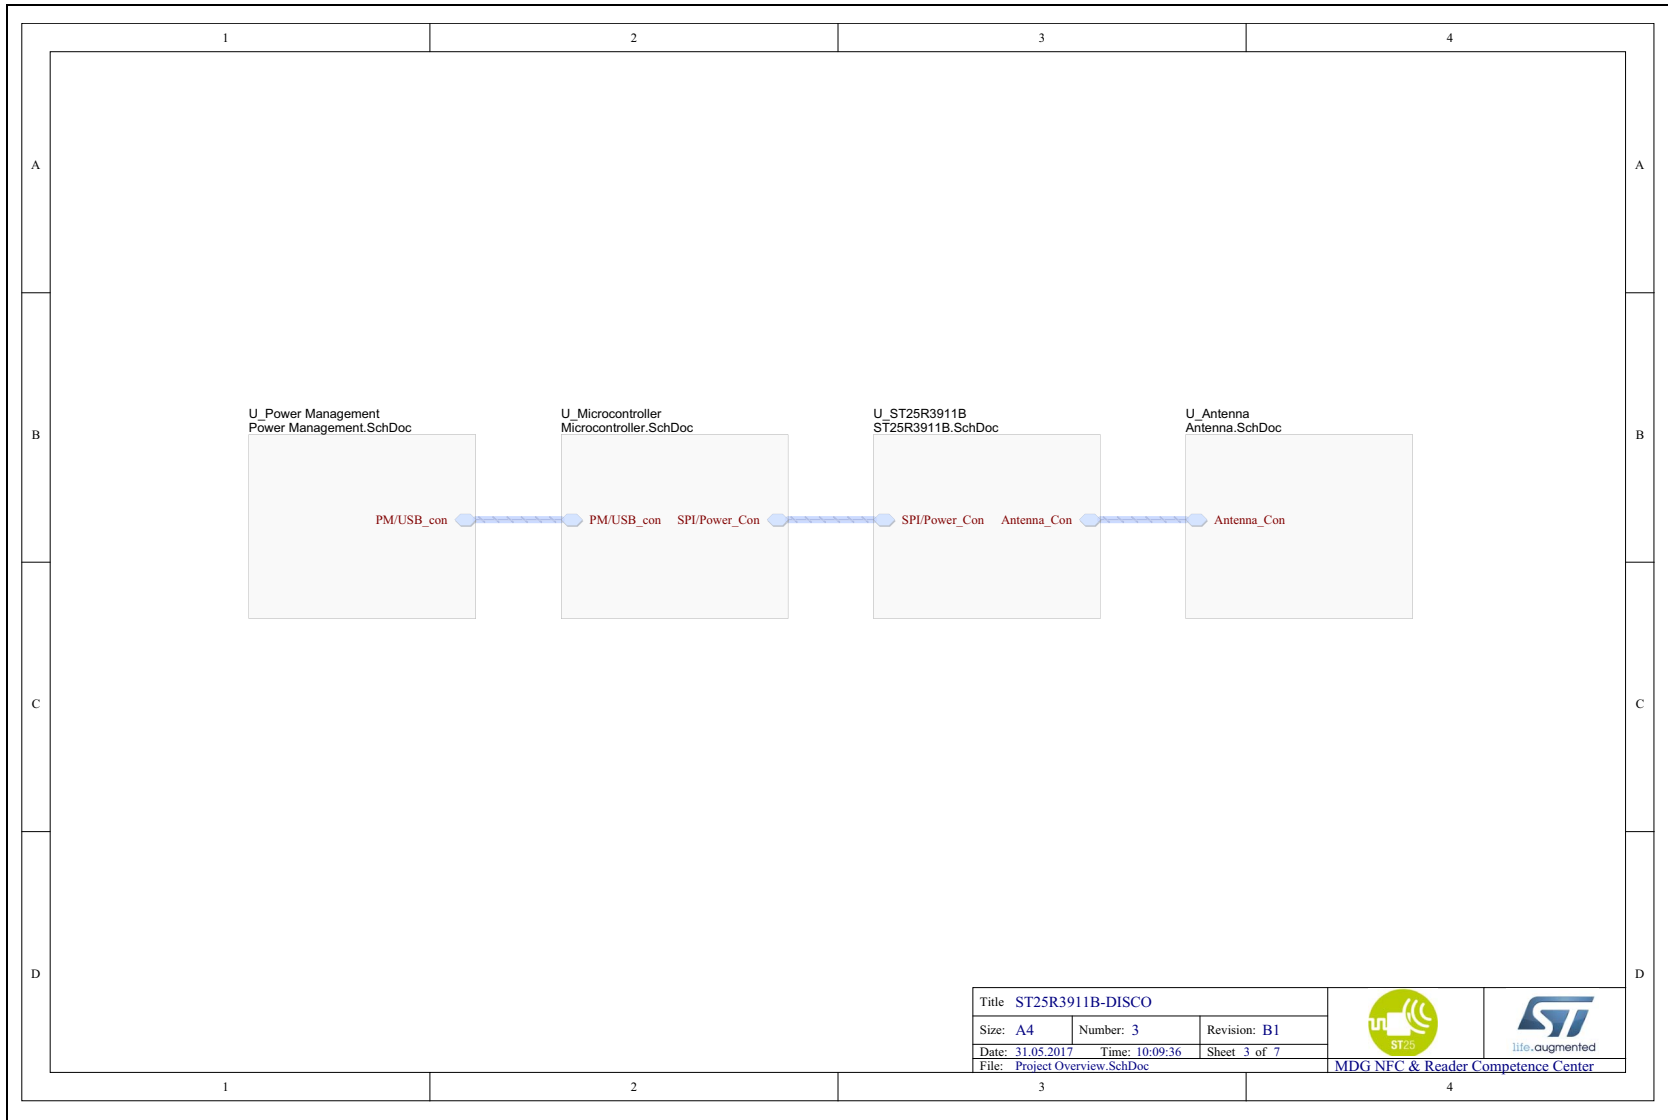 1 2 3 4
A A
U_Power Management U_Microcontroller U_ST25R3911B U_Antenna
Power Management.SchDoc Microcontroller.SchDoc ST25R3911B.SchDoc Antenna.SchDoc
B B
PM/USB_con PM/USB_con SPI/Power_Con SPI/Power_Con Antenna_Con Antenna_Con
C C
D D
Title ST25R3911B-DISCO
Size: A4 Number: 3 Revision: B1
Date: 31.05.2017 Time: 10:09:36 Sheet 3 of 7
File: Project Overview.SchDoc
ST25
ST
life.augmented
MDG NFC & Reader Competence Center
1 2 3 4